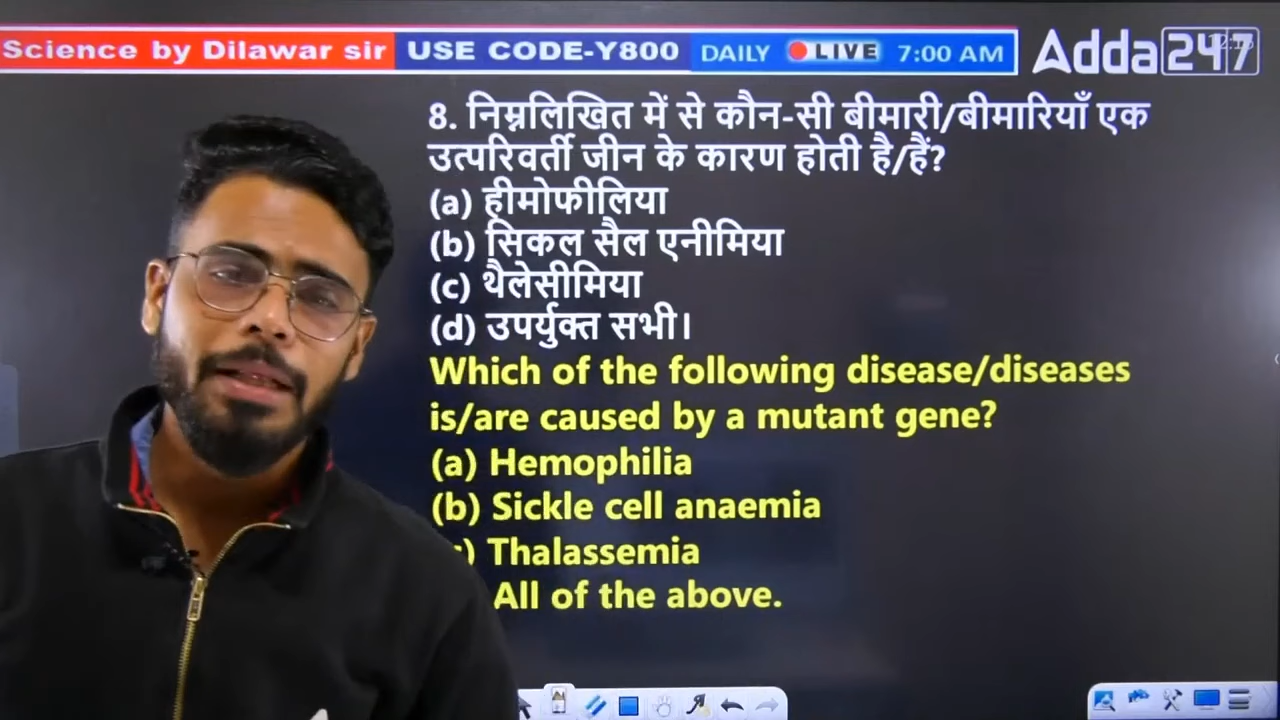 Science by Dilawar sir USE CODE-Y800 DAILY LIVE 7:00 AM Adda247
8. निम्नलिखित में से कौन-सी बीमारी/बीमारियाँ एक
उत्परिवर्ती जीन के कारण होती है/हैं?
(a) हीमोफीलिया
(b) सिकल सैल एनीमिया
(c) थैलेसीमिया
(d) उपर्युक्त सभी।
Which of the following disease/diseases
is/are caused by a mutant gene?
(a) Hemophilia
(b) Sickle cell anaemia
) Thalassemia
All of the above.